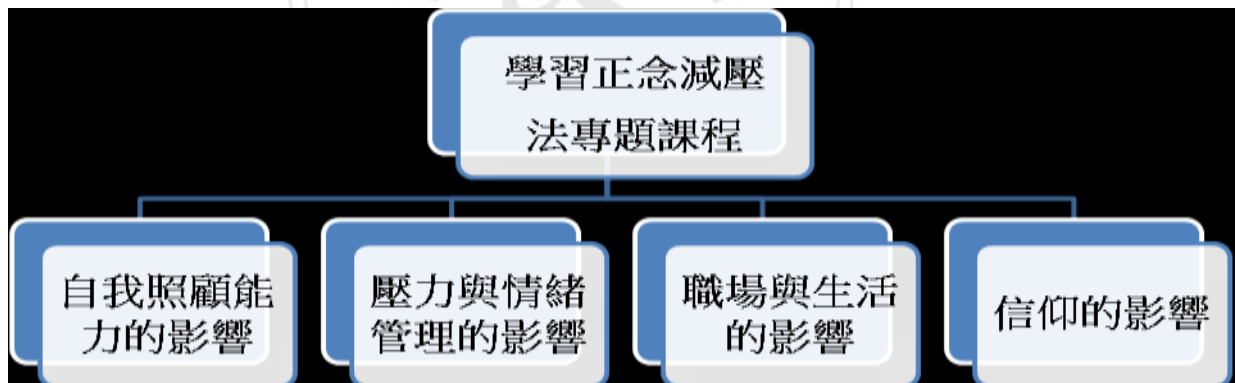 學習正念減壓
法專題課程
自我照顧能
力的影響
壓力與情緒
管理的影響
職場與生活
的影響
信仰的影響